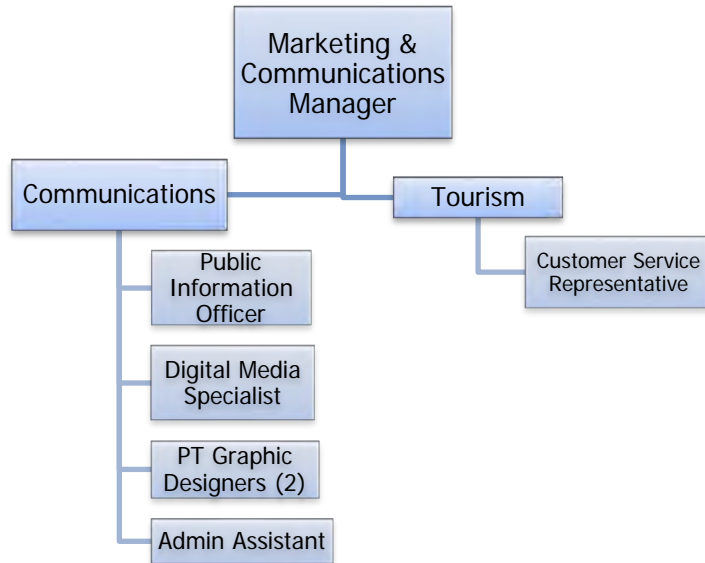 Marketing &
Communications
Manager
Communications
Tourism
Public
Information
Officer
Customer Service
Representative
Digital Media
Specialist
PT Graphic
Designers (2)
Admin Assistant